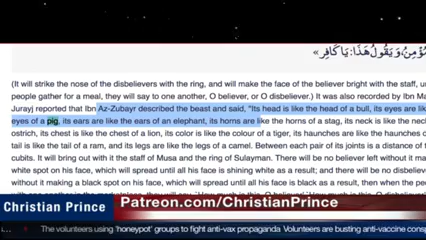 مِنُ، وَيَقُولُ هَذَا: يَا كَافِرُ»
(It will strike the nose of the disbelievers with the ring, and will make the face of the believer bright with the staff, un
people gather for a meal, they will say to one another, O believer, or O disbeliever.) It was also recorded by Ibn Ma
Jurayj reported that Ibn Az-Zubayr described the beast and said, "Its head is like the head of a bull, its eyes are like
eyes of a pig, its ears are like the ears of an elephant, its horns are like the horns of a stag, its neck is like the neck
ostrich, its chest is like the chest of a lion, its color is like the colour of a tiger, its haunches are like the haunches of
tail is like the tail of a ram, and its legs are like the legs of a camel. Between each pair of its joints is a distance of t
cubits. It will bring out with it the staff of Musa and the ring of Sulayman. There will be no believer left without it ma
white spot on his face, which will spread until all his face is shining white as a result; and there will be no disbeliever
without it making a black spot on his face, which will spread until all his face is black as a result, then when the pe
Christian Prince
Patreon.com/ChristianPrince
The volunteers using 'honeypot' groups to fight anti-vax propaganda Volunteers are busting anti-vax conspi